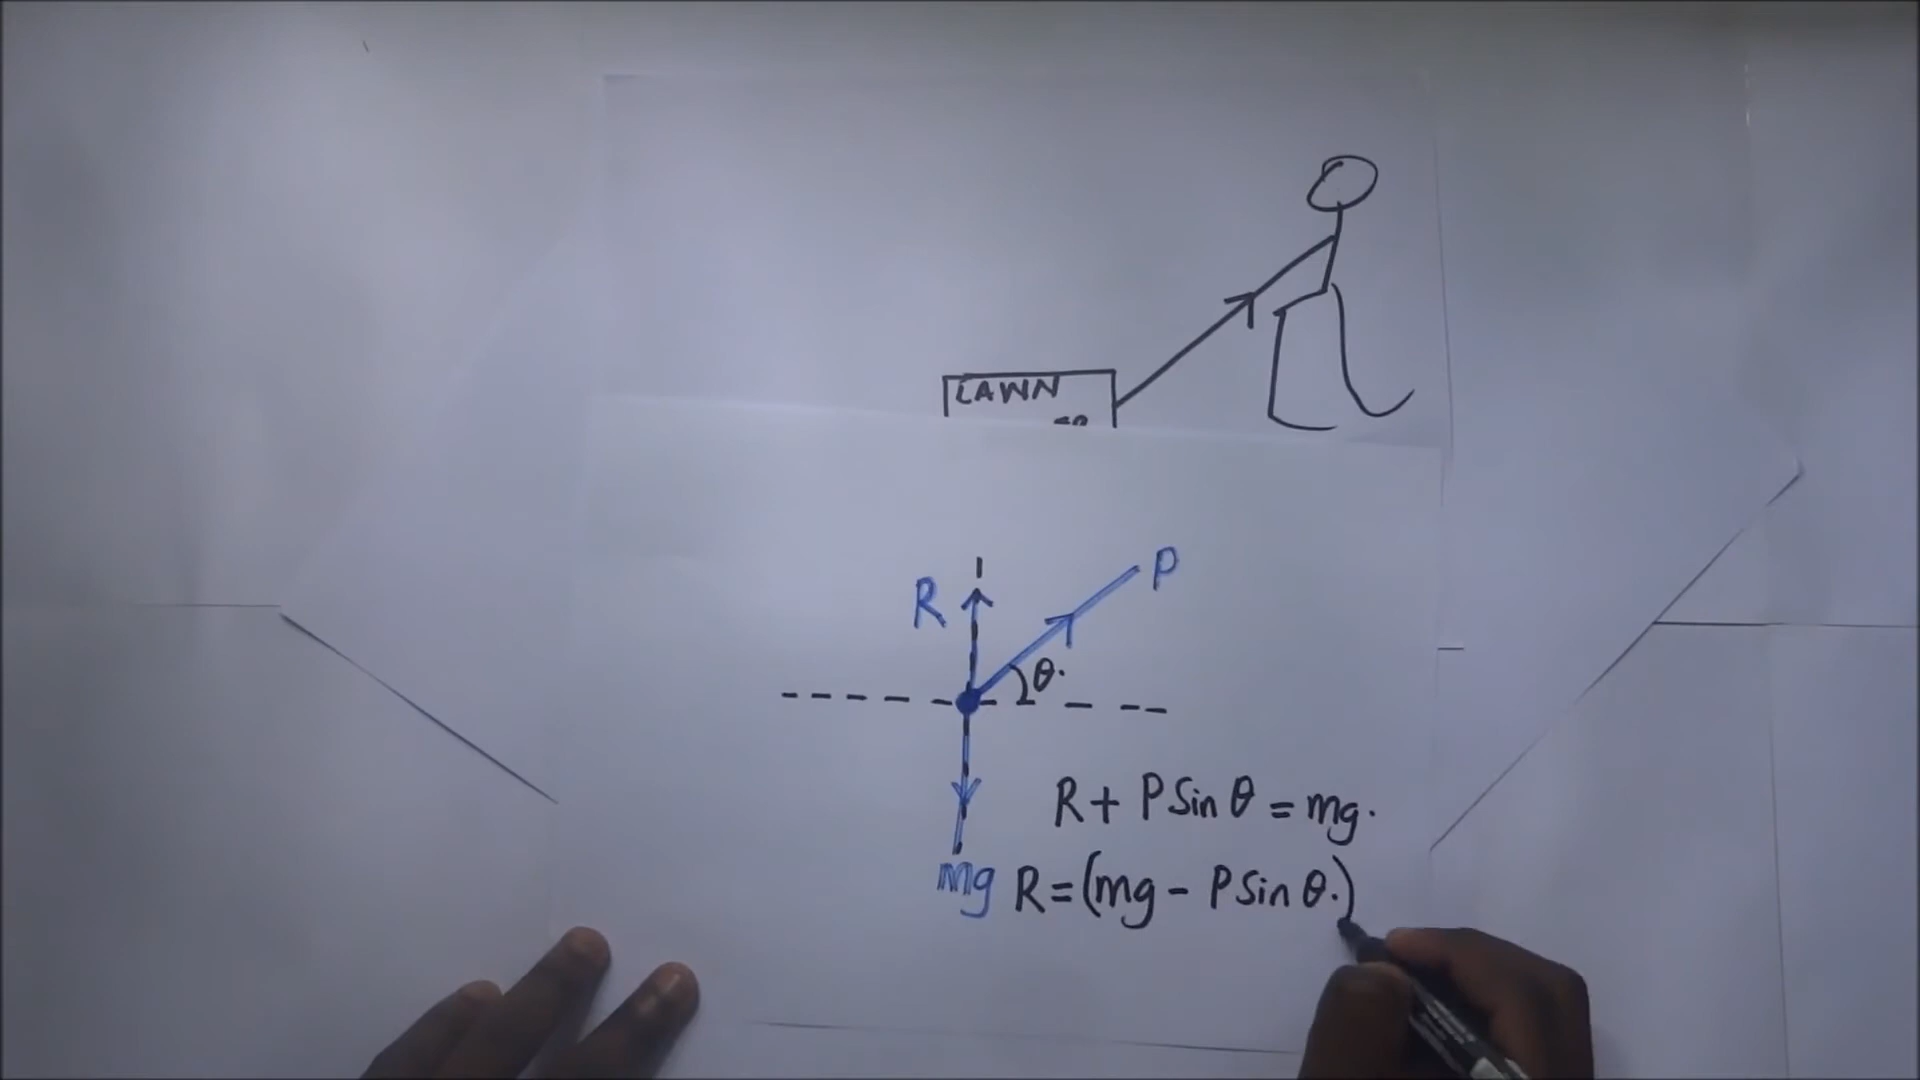 LAWN
R
P
θ.
R + P Sin θ = mg.
mg
R = (mg - P Sin θ.)